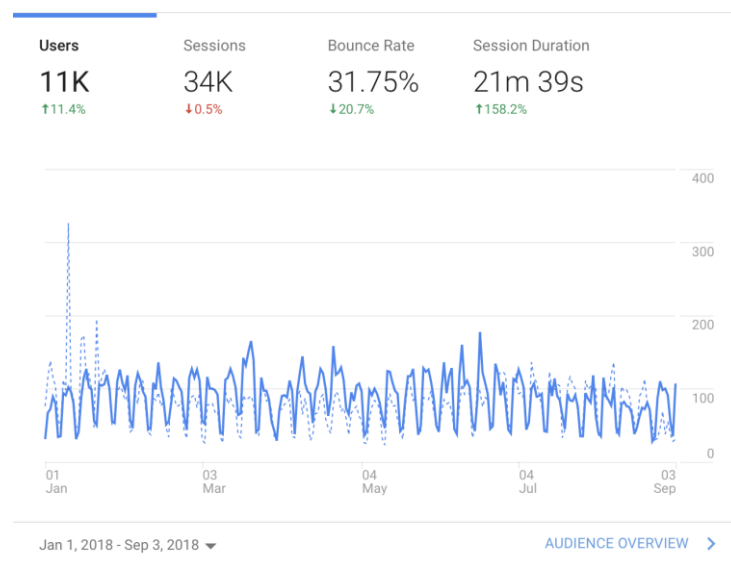 Users Sessions Bounce Rate Session Duration
11K 34K 31.75% 21m 39s
↑11.4% ↓0.5% ↓20.7% ↑158.2%
400
300
200
100
0
01 03 04 04 03
Jan Mar May Jul Sep
Jan 1, 2018 - Sep 3, 2018 AUDIENCE OVERVIEW